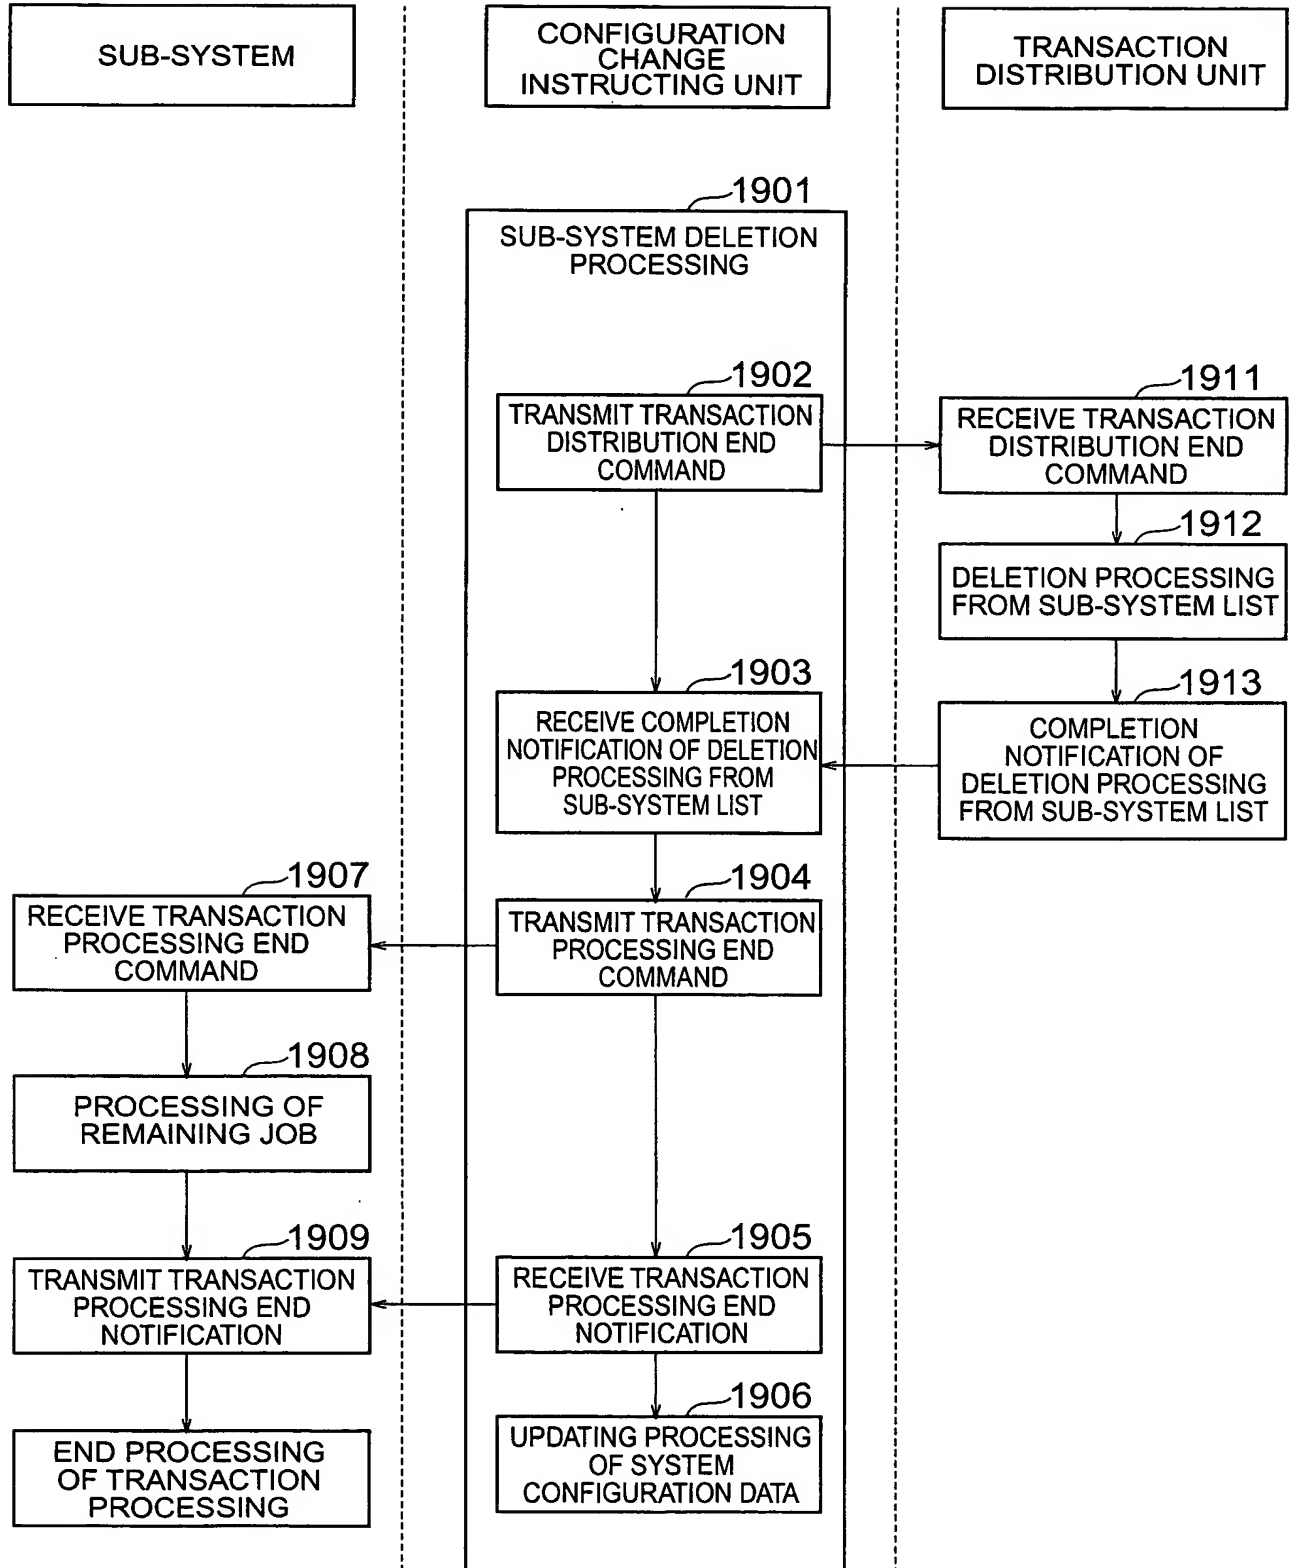 SUB-SYSTEM
CONFIGURATION
CHANGE
INSTRUCTING UNIT
TRANSACTION
DISTRIBUTION UNIT
1901
SUB-SYSTEM DELETION
PROCESSING
1902
TRANSMIT TRANSACTION
DISTRIBUTION END
COMMAND
1911
RECEIVE TRANSACTION
DISTRIBUTION END
COMMAND
1912
DELETION PROCESSING
FROM SUB-SYSTEM LIST
1903
RECEIVE COMPLETION
NOTIFICATION OF DELETION
PROCESSING FROM
SUB-SYSTEM LIST
1913
COMPLETION
NOTIFICATION OF
DELETION PROCESSING
FROM SUB-SYSTEM LIST
1907
RECEIVE TRANSACTION
PROCESSING END
COMMAND
1904
TRANSMIT TRANSACTION
PROCESSING END
COMMAND
1908
PROCESSING OF
REMAINING JOB
1909
TRANSMIT TRANSACTION
PROCESSING END
NOTIFICATION
1905
RECEIVE TRANSACTION
PROCESSING END
NOTIFICATION
END PROCESSING
OF TRANSACTION
PROCESSING
1906
UPDATING PROCESSING
OF SYSTEM
CONFIGURATION DATA